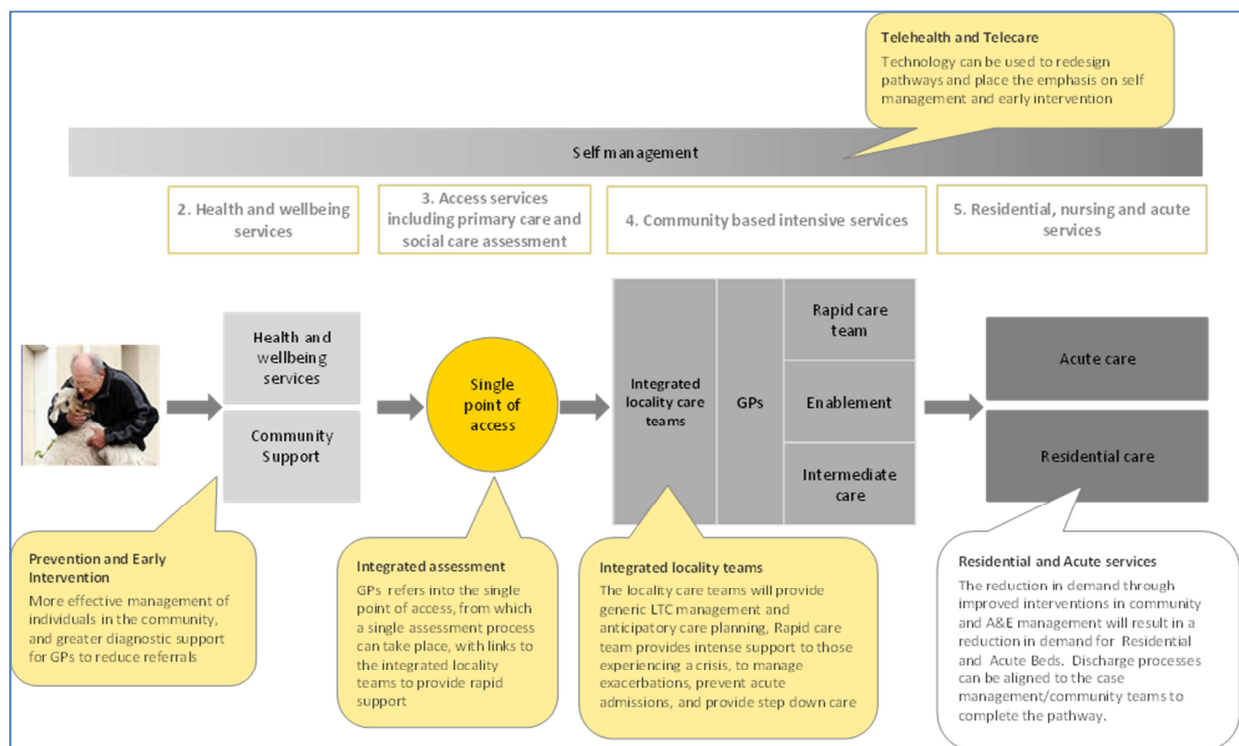 Telehealth and Telecare
Technology can be used to redesign
pathways and place the emphasis on self
management and early intervention
Self management
2. Health and wellbeing
services
3. Access services
including primary care and
social care assessment
4. Community based intensive services
5. Residential, nursing and acute
services
Health and
wellbeing
services
Community
Support
Single
point of
access
Integrated
locality care
teams
GPs
Rapid care
team
Enablement
Intermediate
care
Acute care
Residential care
Prevention and Early
Intervention
More effective management of
individuals in the community,
and greater diagnostic support
for GPs to reduce referrals
Integrated assessment
GPs refers into the single
point of access, from which
a single assessment process
can take place, with links to
the integrated locality
teams to provide rapid
support
Integrated locality teams
The locality care teams will provide
generic LTC management and
anticipatory care planning, Rapid care
team provides intense support to those
experiencing a crisis, to manage
exacerbations, prevent acute
admissions, and provide step down care
Residential and Acute services
The reduction in demand through
improved interventions in community
and A&E management will result in a
reduction in demand for Residential
and Acute Beds. Discharge processes
can be aligned to the case
management/community teams to
complete the pathway.